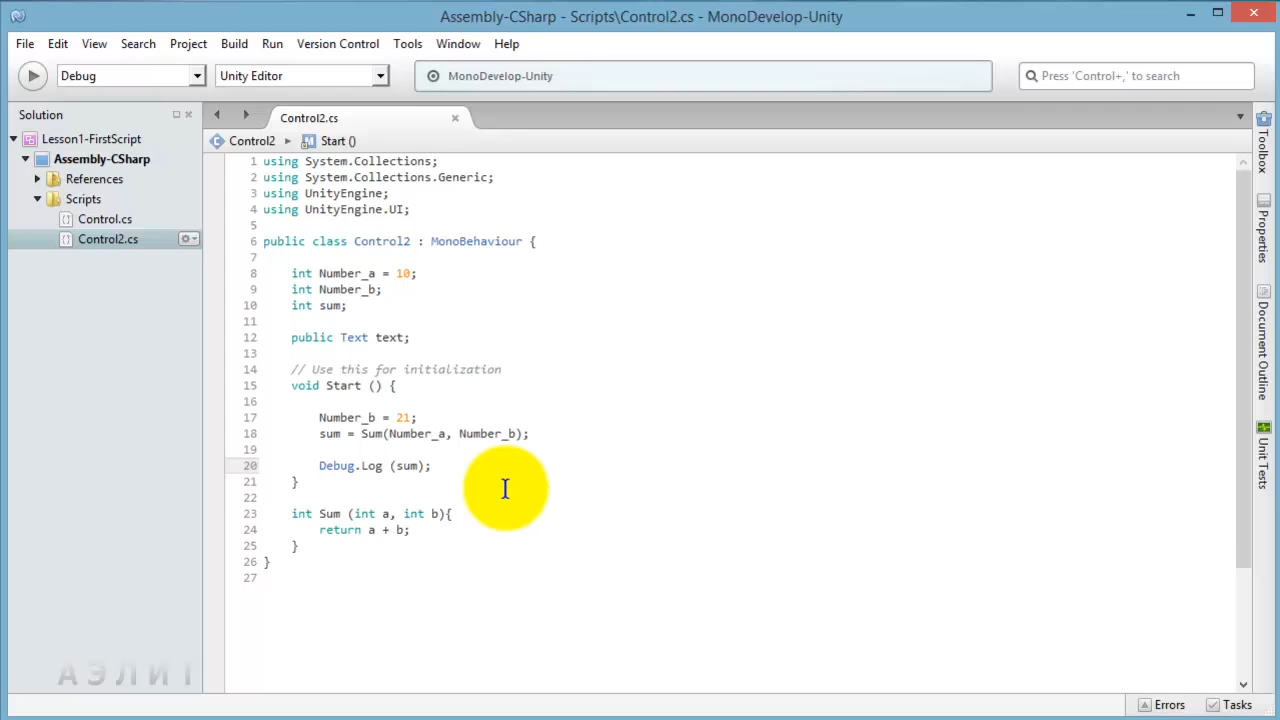 Assembly-CSharp - Scripts\Control2.cs - MonoDevelop-Unity
File Edit View Search Project Build Run Version Control Tools Window Help
Debug Unity Editor MonoDevelop-Unity Press 'Control+,' to search
Solution
Lesson1-FirstScript
Assembly-CSharp
References
Scripts
Control.cs
Control2.cs
Control2.cs
Control2 Start ()
1 using System.Collections;
2 using System.Collections.Generic;
3 using UnityEngine;
4 using UnityEngine.UI;
5
6 public class Control2 : MonoBehaviour {
7
8 int Number_a = 10;
9 int Number_b;
10 int sum;
11
12 public Text text;
13
14 // Use this for initialization
15 void Start () {
16
17 Number_b = 21;
18 sum = Sum(Number_a, Number_b);
19
20 Debug.Log (sum);
21 }
22
23 int Sum (int a, int b){
24 return a + b;
25 }
26 }
27
Toolbox
Properties
Document Outline
Unit Tests
Errors Tasks